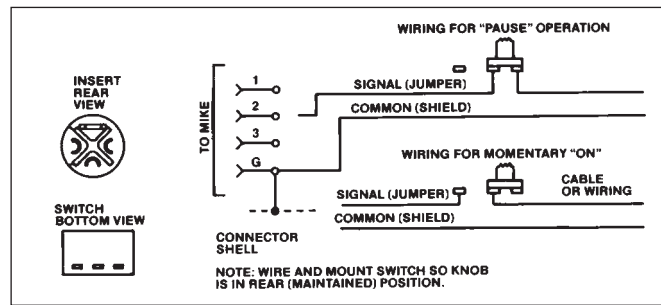 WIRING FOR "PAUSE" OPERATION
INSERT
REAR
VIEW
TO MIKE
1
2
3
G
SIGNAL (JUMPER)
COMMON (SHIELD)
WIRING FOR MOMENTARY "ON"
SIGNAL (JUMPER)
CABLE
OR WIRING
COMMON (SHIELD)
SWITCH
BOTTOM VIEW
CONNECTOR
SHELL
NOTE: WIRE AND MOUNT SWITCH SO KNOB
IS IN REAR (MAINTAINED) POSITION.